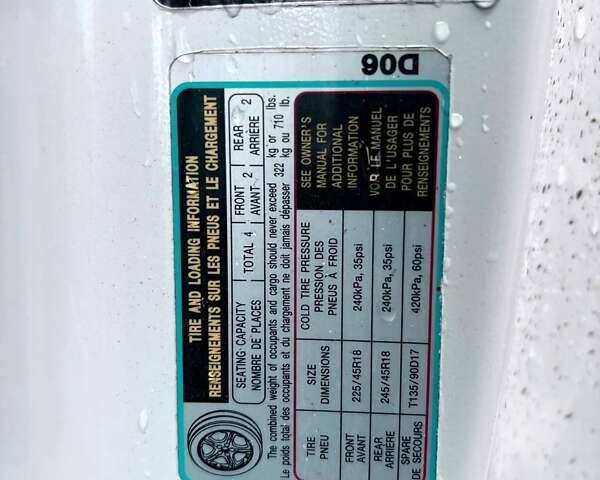 TIRE AND LOADING INFORMATION
RENSEIGNEMENTS SUR LES PNEUS ET LE CHARGEMENT
SEATING CAPACITY TOTAL 4 FRONT 2 REAR 2
NOMBRE DE PLACES AVANT ARRIÈRE
The combined weight of occupants and cargo should never exceed 322 kg or 710 lbs.
Le poids total des occupants et du chargement ne doit jamais dépasser 322 kg ou 710 lb.
TIRE SIZE COLD TIRE PRESSURE SEE OWNER'S
PNEU DIMENSIONS PRESSION DES MANUAL FOR
PNEUS À FROID ADDITIONAL
FRONT 225/45R18 240kPa, 35psi INFORMATION
AVANT VOIR LE MANUEL
REAR 245/45R18 240kPa, 35psi DE L'USAGER
ARRIÈRE POUR PLUS DE
SPARE T135/90D17 420kPa, 60psi RENSEIGNEMENTS
DE SECOURS
D06